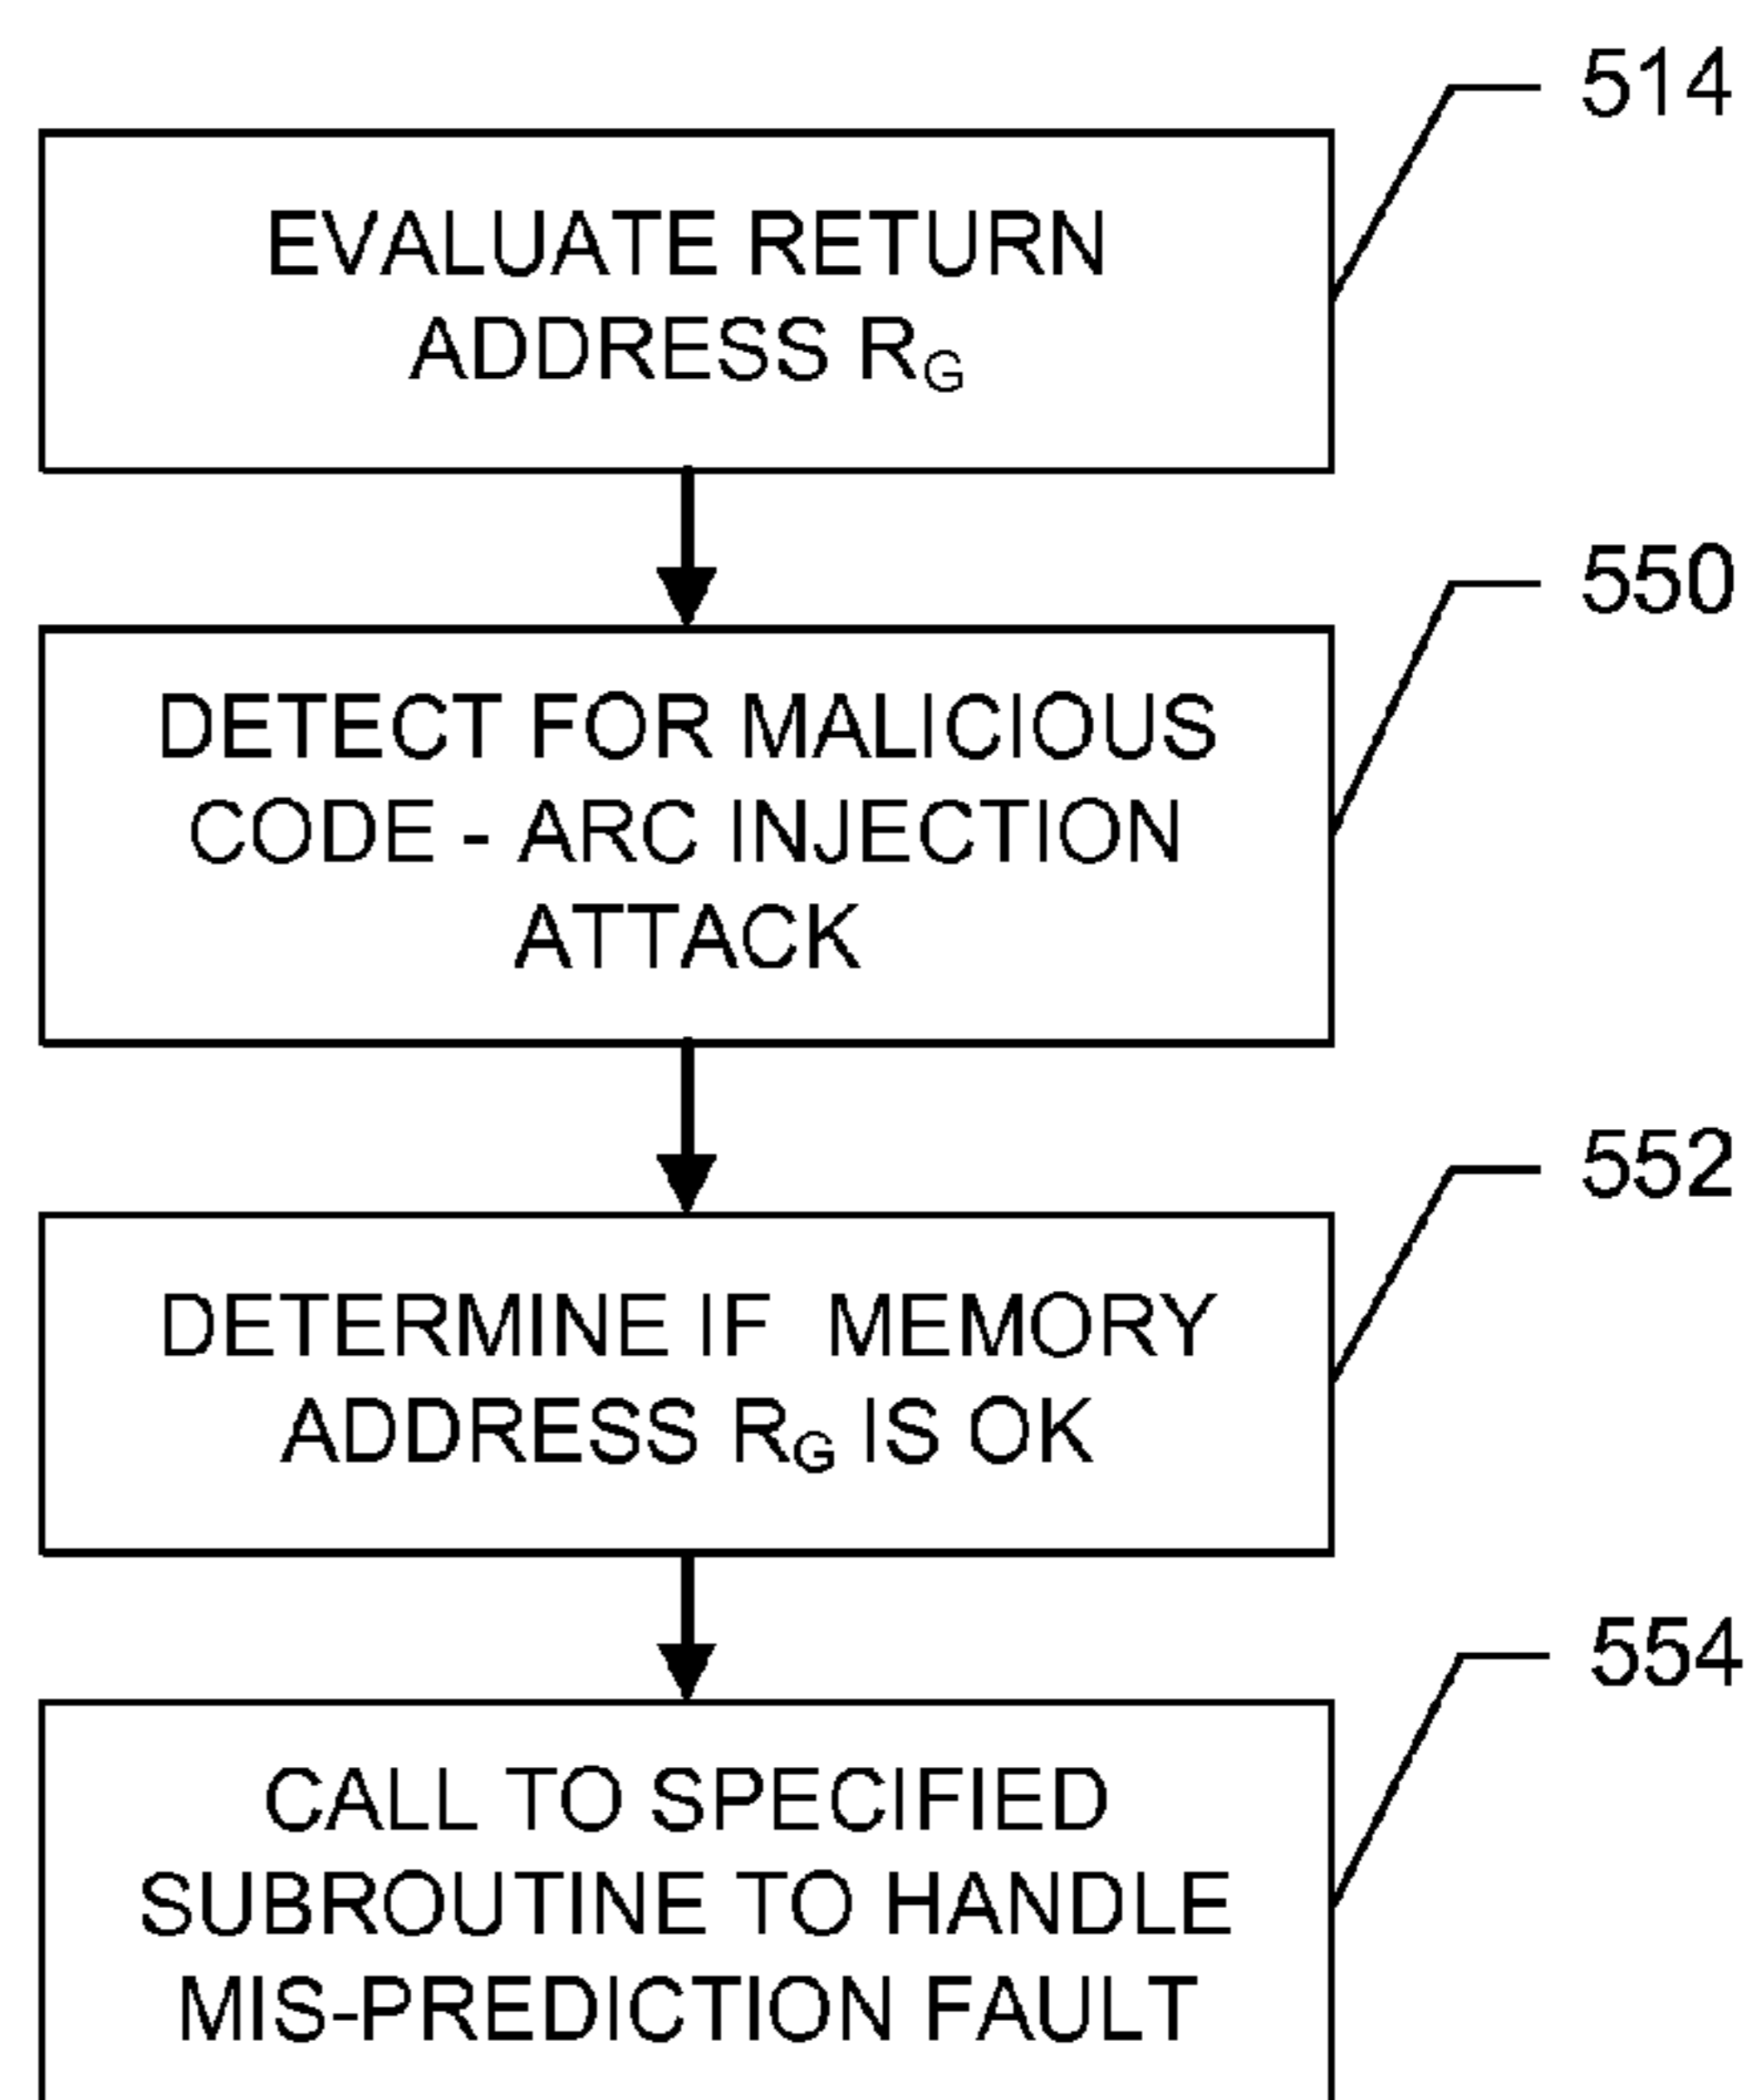 514
EVALUATE RETURN
ADDRESS RG
550
DETECT FOR MALICIOUS
CODE - ARC INJECTION
ATTACK
552
DETERMINE IF MEMORY
ADDRESS RG IS OK
554
CALL TO SPECIFIED
SUBROUTINE TO HANDLE
MIS-PREDICTION FAULT